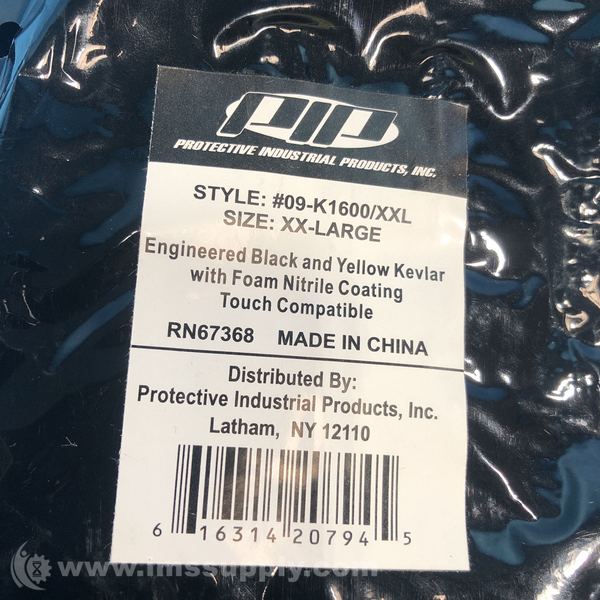 PIP
PROTECTIVE INDUSTRIAL PRODUCTS, INC.
STYLE: #09-K1600/XXL
SIZE: XX-LARGE
Engineered Black and Yellow Kevlar
with Foam Nitrile Coating
Touch Compatible
RN67368 MADE IN CHINA
Distributed By:
Protective Industrial Products, Inc.
Latham, NY 12110
6 16314 20794 5
www.imssupply.com